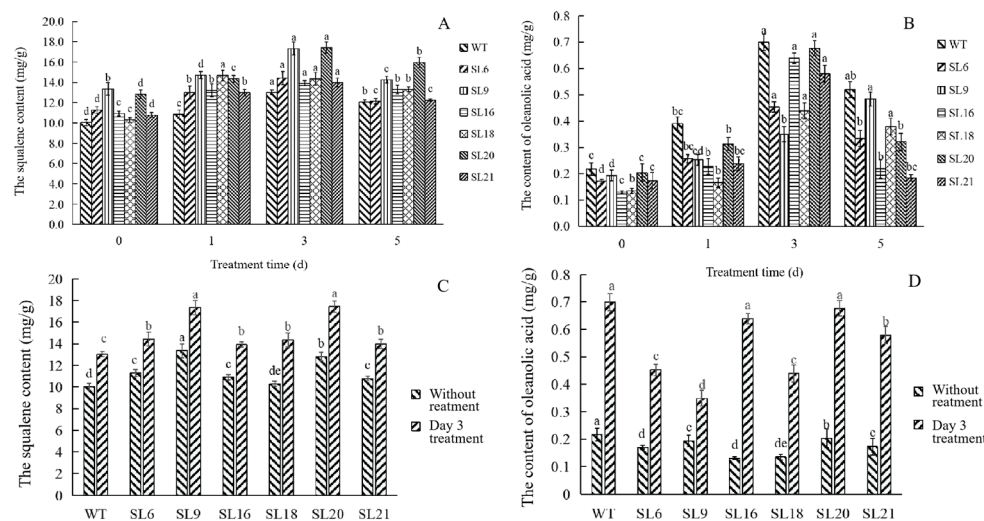 A
The squalene content (mg/g)
20.0
18.0
16.0
14.0
12.0
10.0
8.0
6.0
4.0
2.0
0.0
0 1 3 5
Treatment time (d)
WT
SL6
SL9
SL16
SL18
SL20
SL21
B
The content of oleanolic acid (mg/g)
0.8
0.7
0.6
0.5
0.4
0.3
0.2
0.1
0.0
0 1 3 5
Treatment time (d)
WT
SL6
SL9
SL16
SL18
SL20
SL21
C
The squalene content (mg/g)
20
18
16
14
12
10
8
6
4
2
0
d c c b a a c b de b b a c b
WT SL6 SL9 SL16 SL18 SL20 SL21
Without
reatment
Day 3
treatment
D
The content of oleanolic acid (mg/g)
0.8
0.7
0.6
0.5
0.4
0.3
0.2
0.1
0
a a d c c d d a de c b a c b
WT SL6 SL9 SL16 SL18 SL20 SL21
Without
reatment
Day 3
treatment